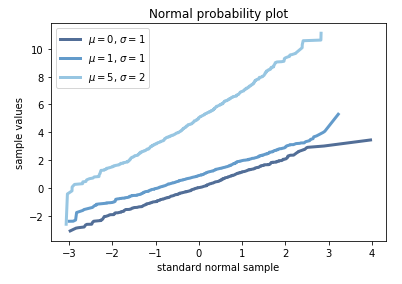 Normal probability plot
μ=0, σ=1
μ=1, σ=1
μ=5, σ=2
sample values
10
8
6
4
2
0
−2
−3
−2
−1
0
1
2
3
4
standard normal sample